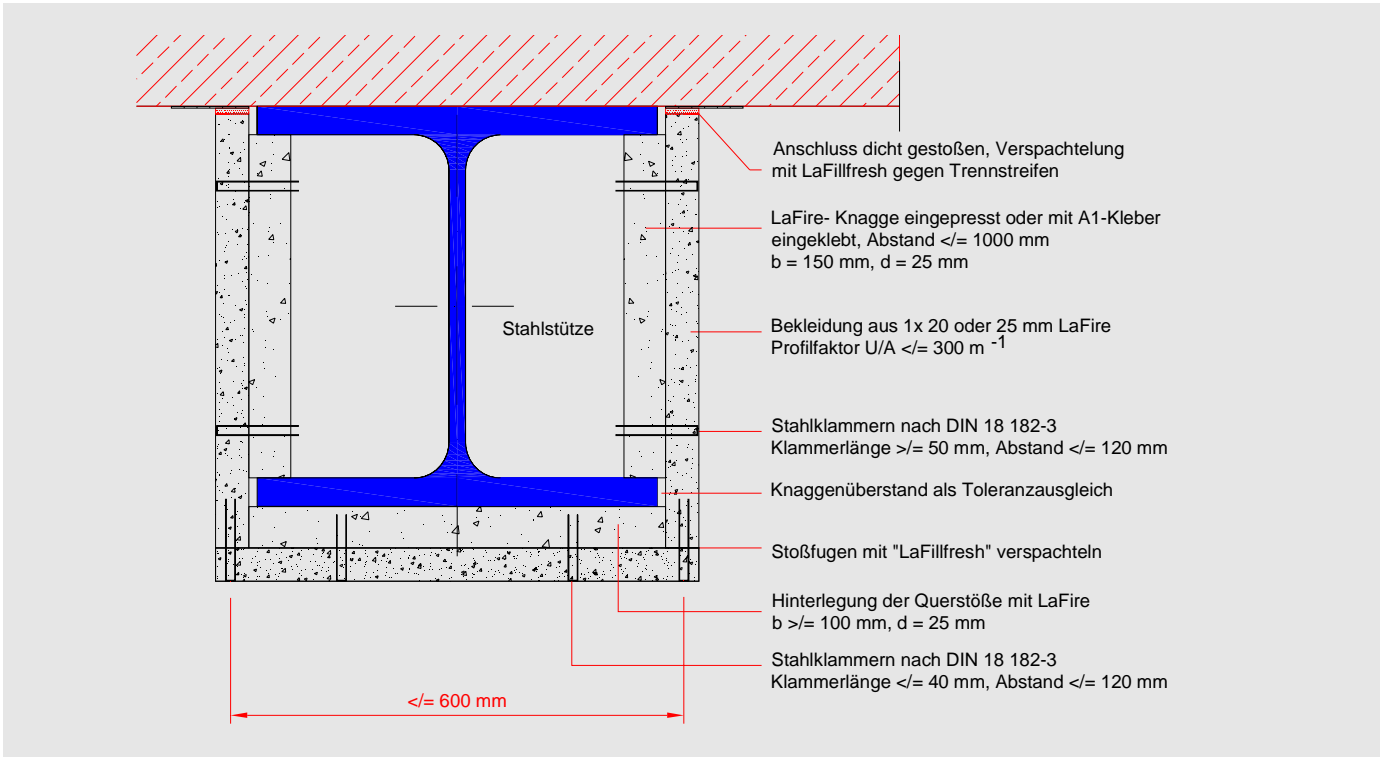 Anschluss dicht gestoßen, Verspachtelung
mit LaFillfresh gegen Trennstreifen
LaFire- Knagge eingepresst oder mit A1-Kleber
eingeklebt, Abstand </= 1000 mm
b = 150 mm, d = 25 mm
Stahlstütze
Bekleidung aus 1x 20 oder 25 mm LaFire
Profilfaktor U/A </= 300 m -1
Stahlklammern nach DIN 18 182-3
Klammerlänge >/= 50 mm, Abstand </= 120 mm
Knaggenüberstand als Toleranzausgleich
Stoßfugen mit "LaFillfresh" verspachteln
Hinterlegung der Querstöße mit LaFire
b >/= 100 mm, d = 25 mm
Stahlklammern nach DIN 18 182-3
Klammerlänge </= 40 mm, Abstand </= 120 mm
</= 600 mm